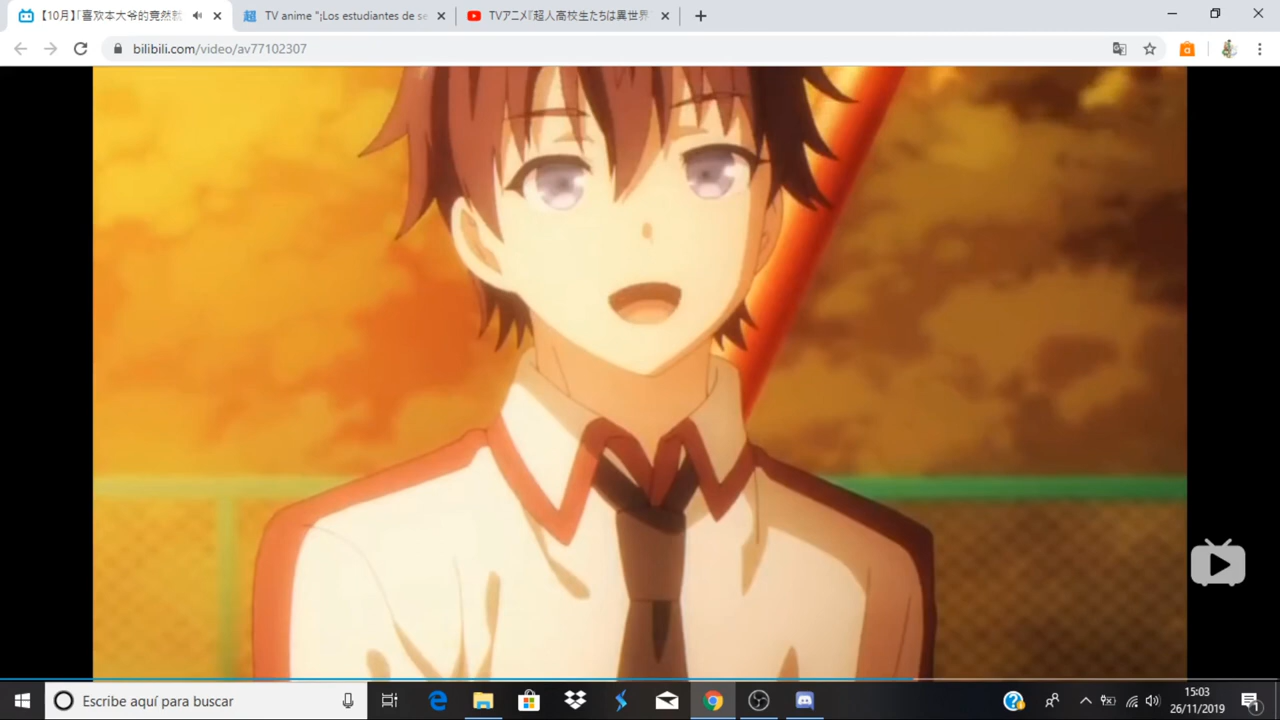 【10月】「喜欢本大爷的竟然就
TV anime "¡Los estudiantes de se
TVアニメ『超人高校生たちは異世界
bilibili.com/video/av77102307
Escribe aquí para buscar
15:03
26/11/2019